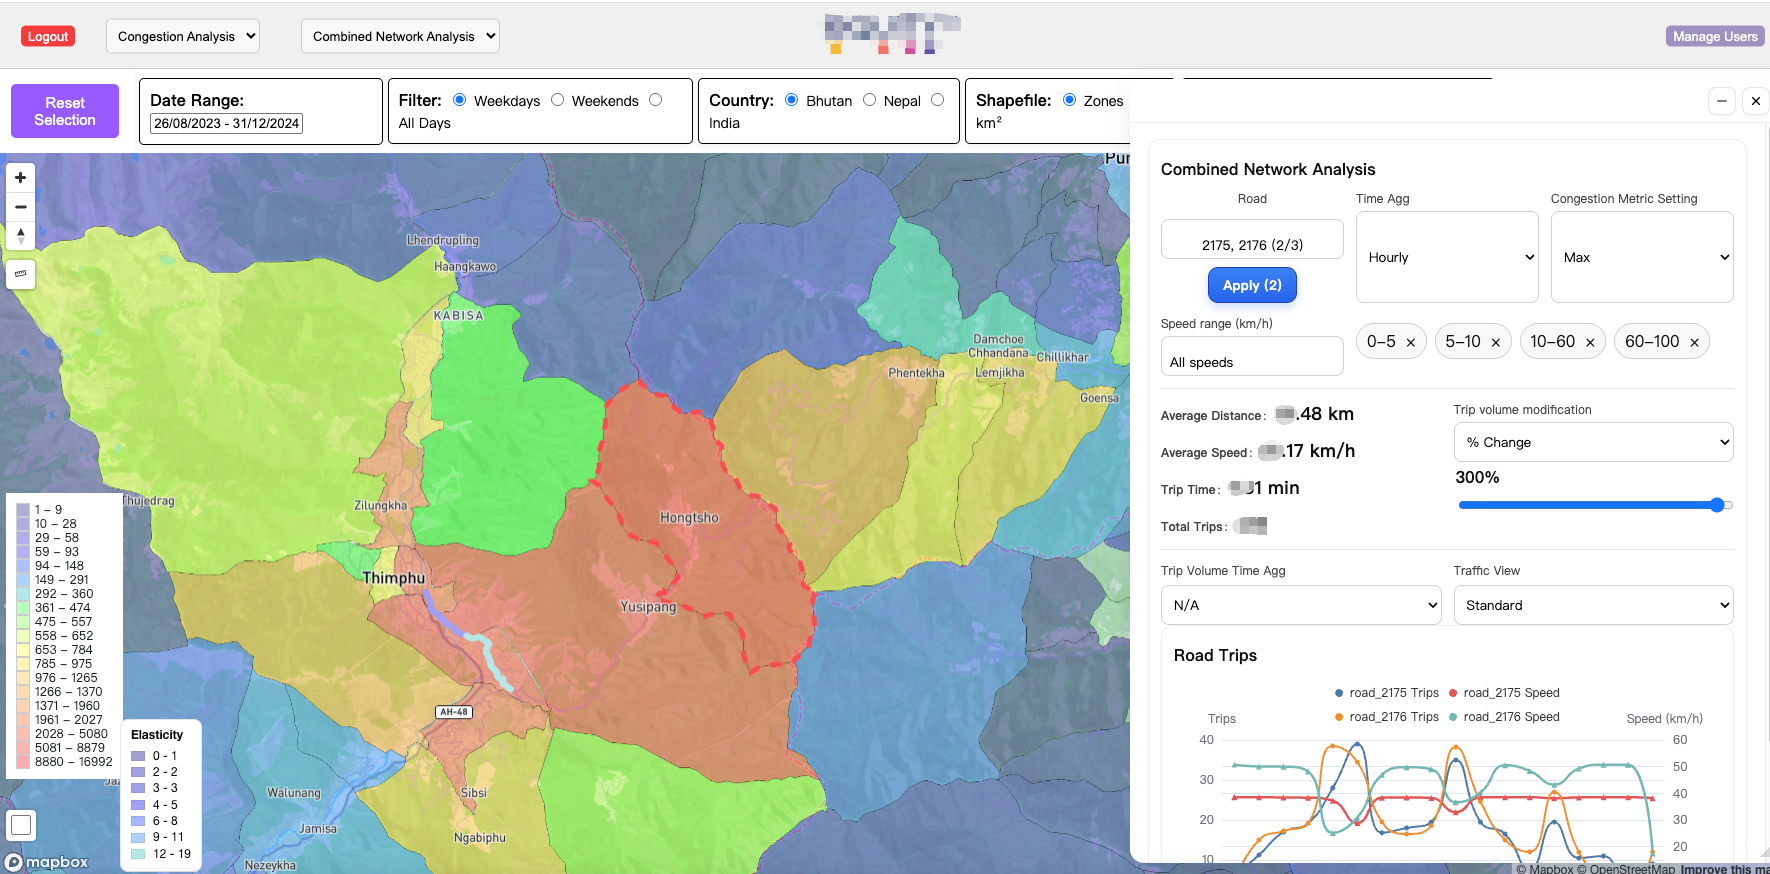 Logout
Congestion Analysis
Combined Network Analysis
Manage Users
Reset
Selection
Date Range:
26/08/2023 - 31/12/2024
Filter: Weekdays Weekends
All Days
Country: Bhutan Nepal
India
Shapefile: Zones
km²
Combined Network Analysis
Road
Time Agg
Congestion Metric Setting
2175, 2176 (2/3)
Hourly
Max
Apply (2)
Speed range (km/h)
All speeds
0–5 ×
5–10 ×
10–60 ×
60–100 ×
Average Distance: .48 km
Average Speed: .17 km/h
Trip Time: 1 min
Total Trips:
Trip volume modification
% Change
300%
Trip Volume Time Agg
N/A
Traffic View
Standard
Road Trips
road_2175 Trips
road_2175 Speed
road_2176 Trips
road_2176 Speed
Trips
Speed (km/h)
40
30
20
10
60
50
40
30
20
Lhendrupling
Haangkawo
KABISA
Damchoe
Chhandana
Chillikhar
Phentekha
Lemjikha
Goensa
Thujedrag
Zilungkha
Hongtsho
Thimphu
Yusipang
AH-48
Walunang
Sibsi
Jamisa
Ngabiphu
Nezeykha
1 – 9
10 – 28
29 – 58
59 – 93
94 – 148
149 – 291
292 – 360
361 – 474
475 – 557
558 – 652
653 – 784
785 – 975
976 – 1265
1266 – 1370
1371 – 1960
1961 – 2027
2028 – 5080
5081 – 8879
8880 – 16992
Elasticity
0 - 1
2 - 2
3 - 3
4 - 5
6 - 8
9 - 11
12 - 19
mapbox
© Mapbox © OpenStreetMap Improve this ma